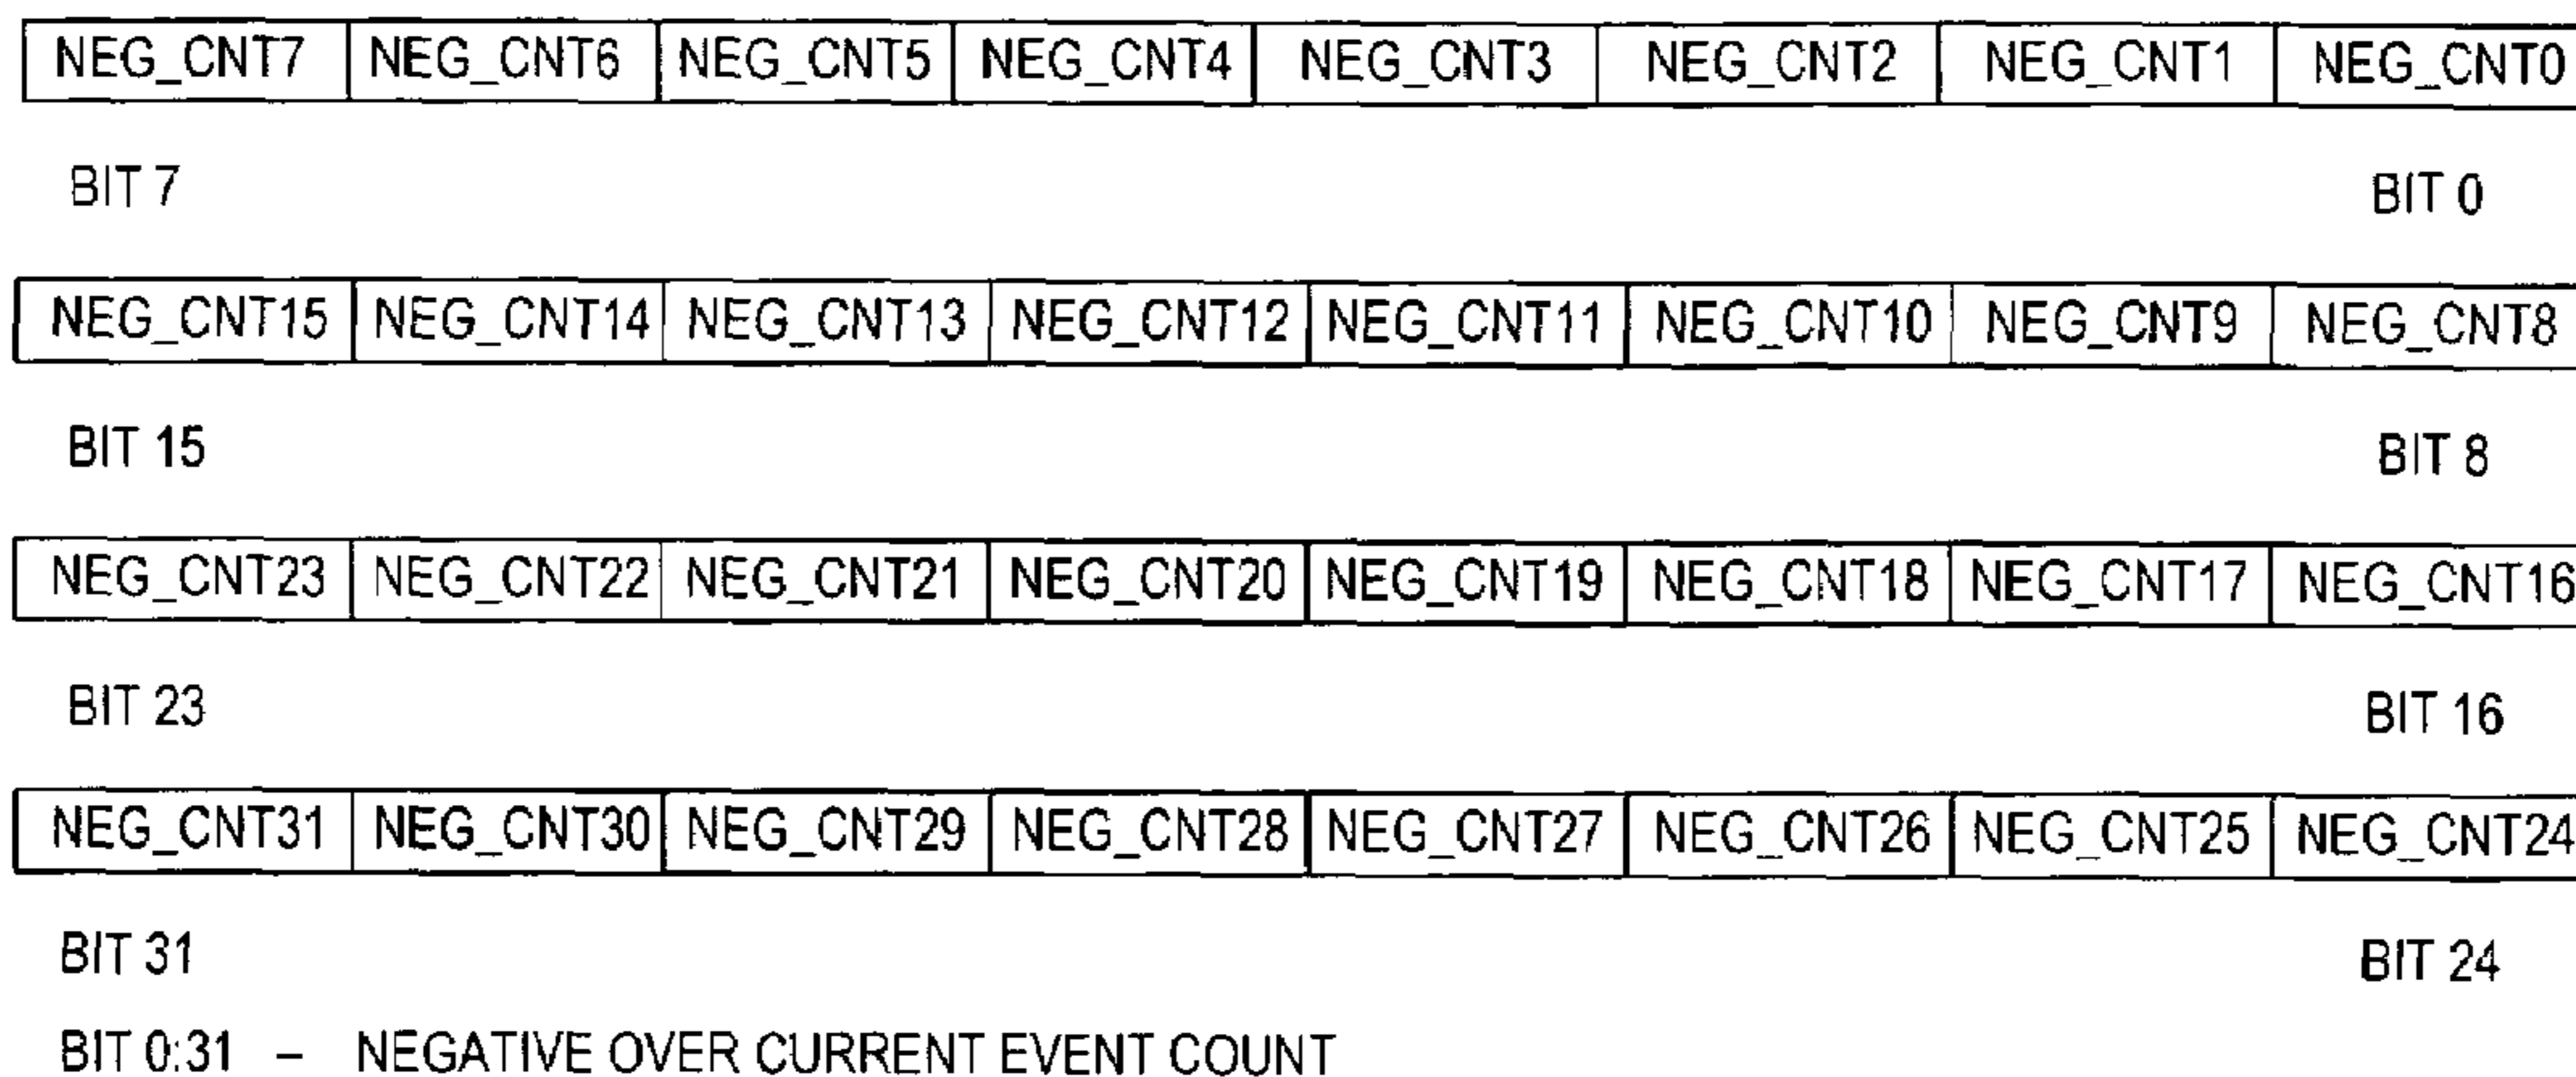 NEG_CNT7 NEG_CNT6 NEG_CNT5 NEG_CNT4 NEG_CNT3 NEG_CNT2 NEG_CNT1 NEG_CNT0
BIT 7 BIT 0
NEG_CNT15 NEG_CNT14 NEG_CNT13 NEG_CNT12 NEG_CNT11 NEG_CNT10 NEG_CNT9 NEG_CNT8
BIT 15 BIT 8
NEG_CNT23 NEG_CNT22 NEG_CNT21 NEG_CNT20 NEG_CNT19 NEG_CNT18 NEG_CNT17 NEG_CNT16
BIT 23 BIT 16
NEG_CNT31 NEG_CNT30 NEG_CNT29 NEG_CNT28 NEG_CNT27 NEG_CNT26 NEG_CNT25 NEG_CNT24
BIT 31 BIT 24
BIT 0:31 – NEGATIVE OVER CURRENT EVENT COUNT